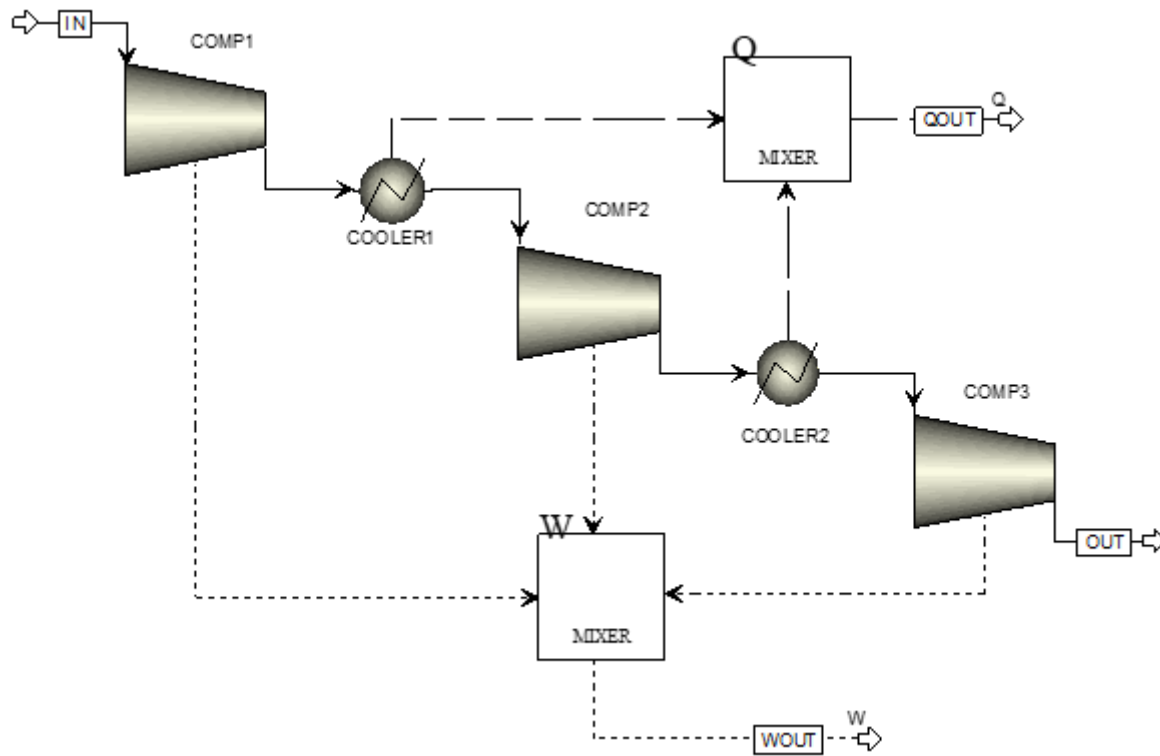 IN
COMP1
Q
MIXER
QOUT
Q
COOLER1
COMP2
COOLER2
COMP3
OUT
W
MIXER
WOUT
W